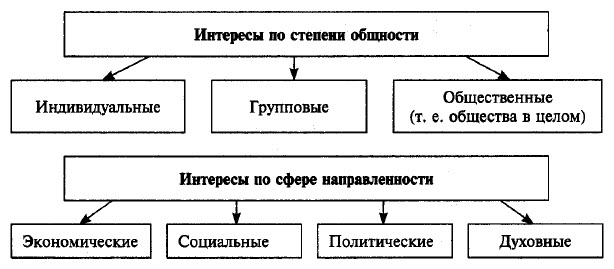 Интересы по степени общности
Индивидуальные
Групповые
Общественные
(т. е. общества в целом)
Интересы по сфере направленности
Экономические
Социальные
Политические
Духовные